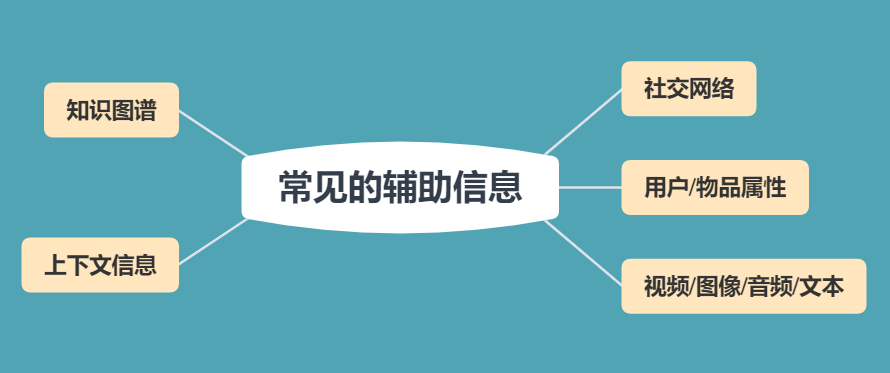 常见的辅助信息
社交网络
用户/物品属性
视频/图像/音频/文本
知识图谱
上下文信息